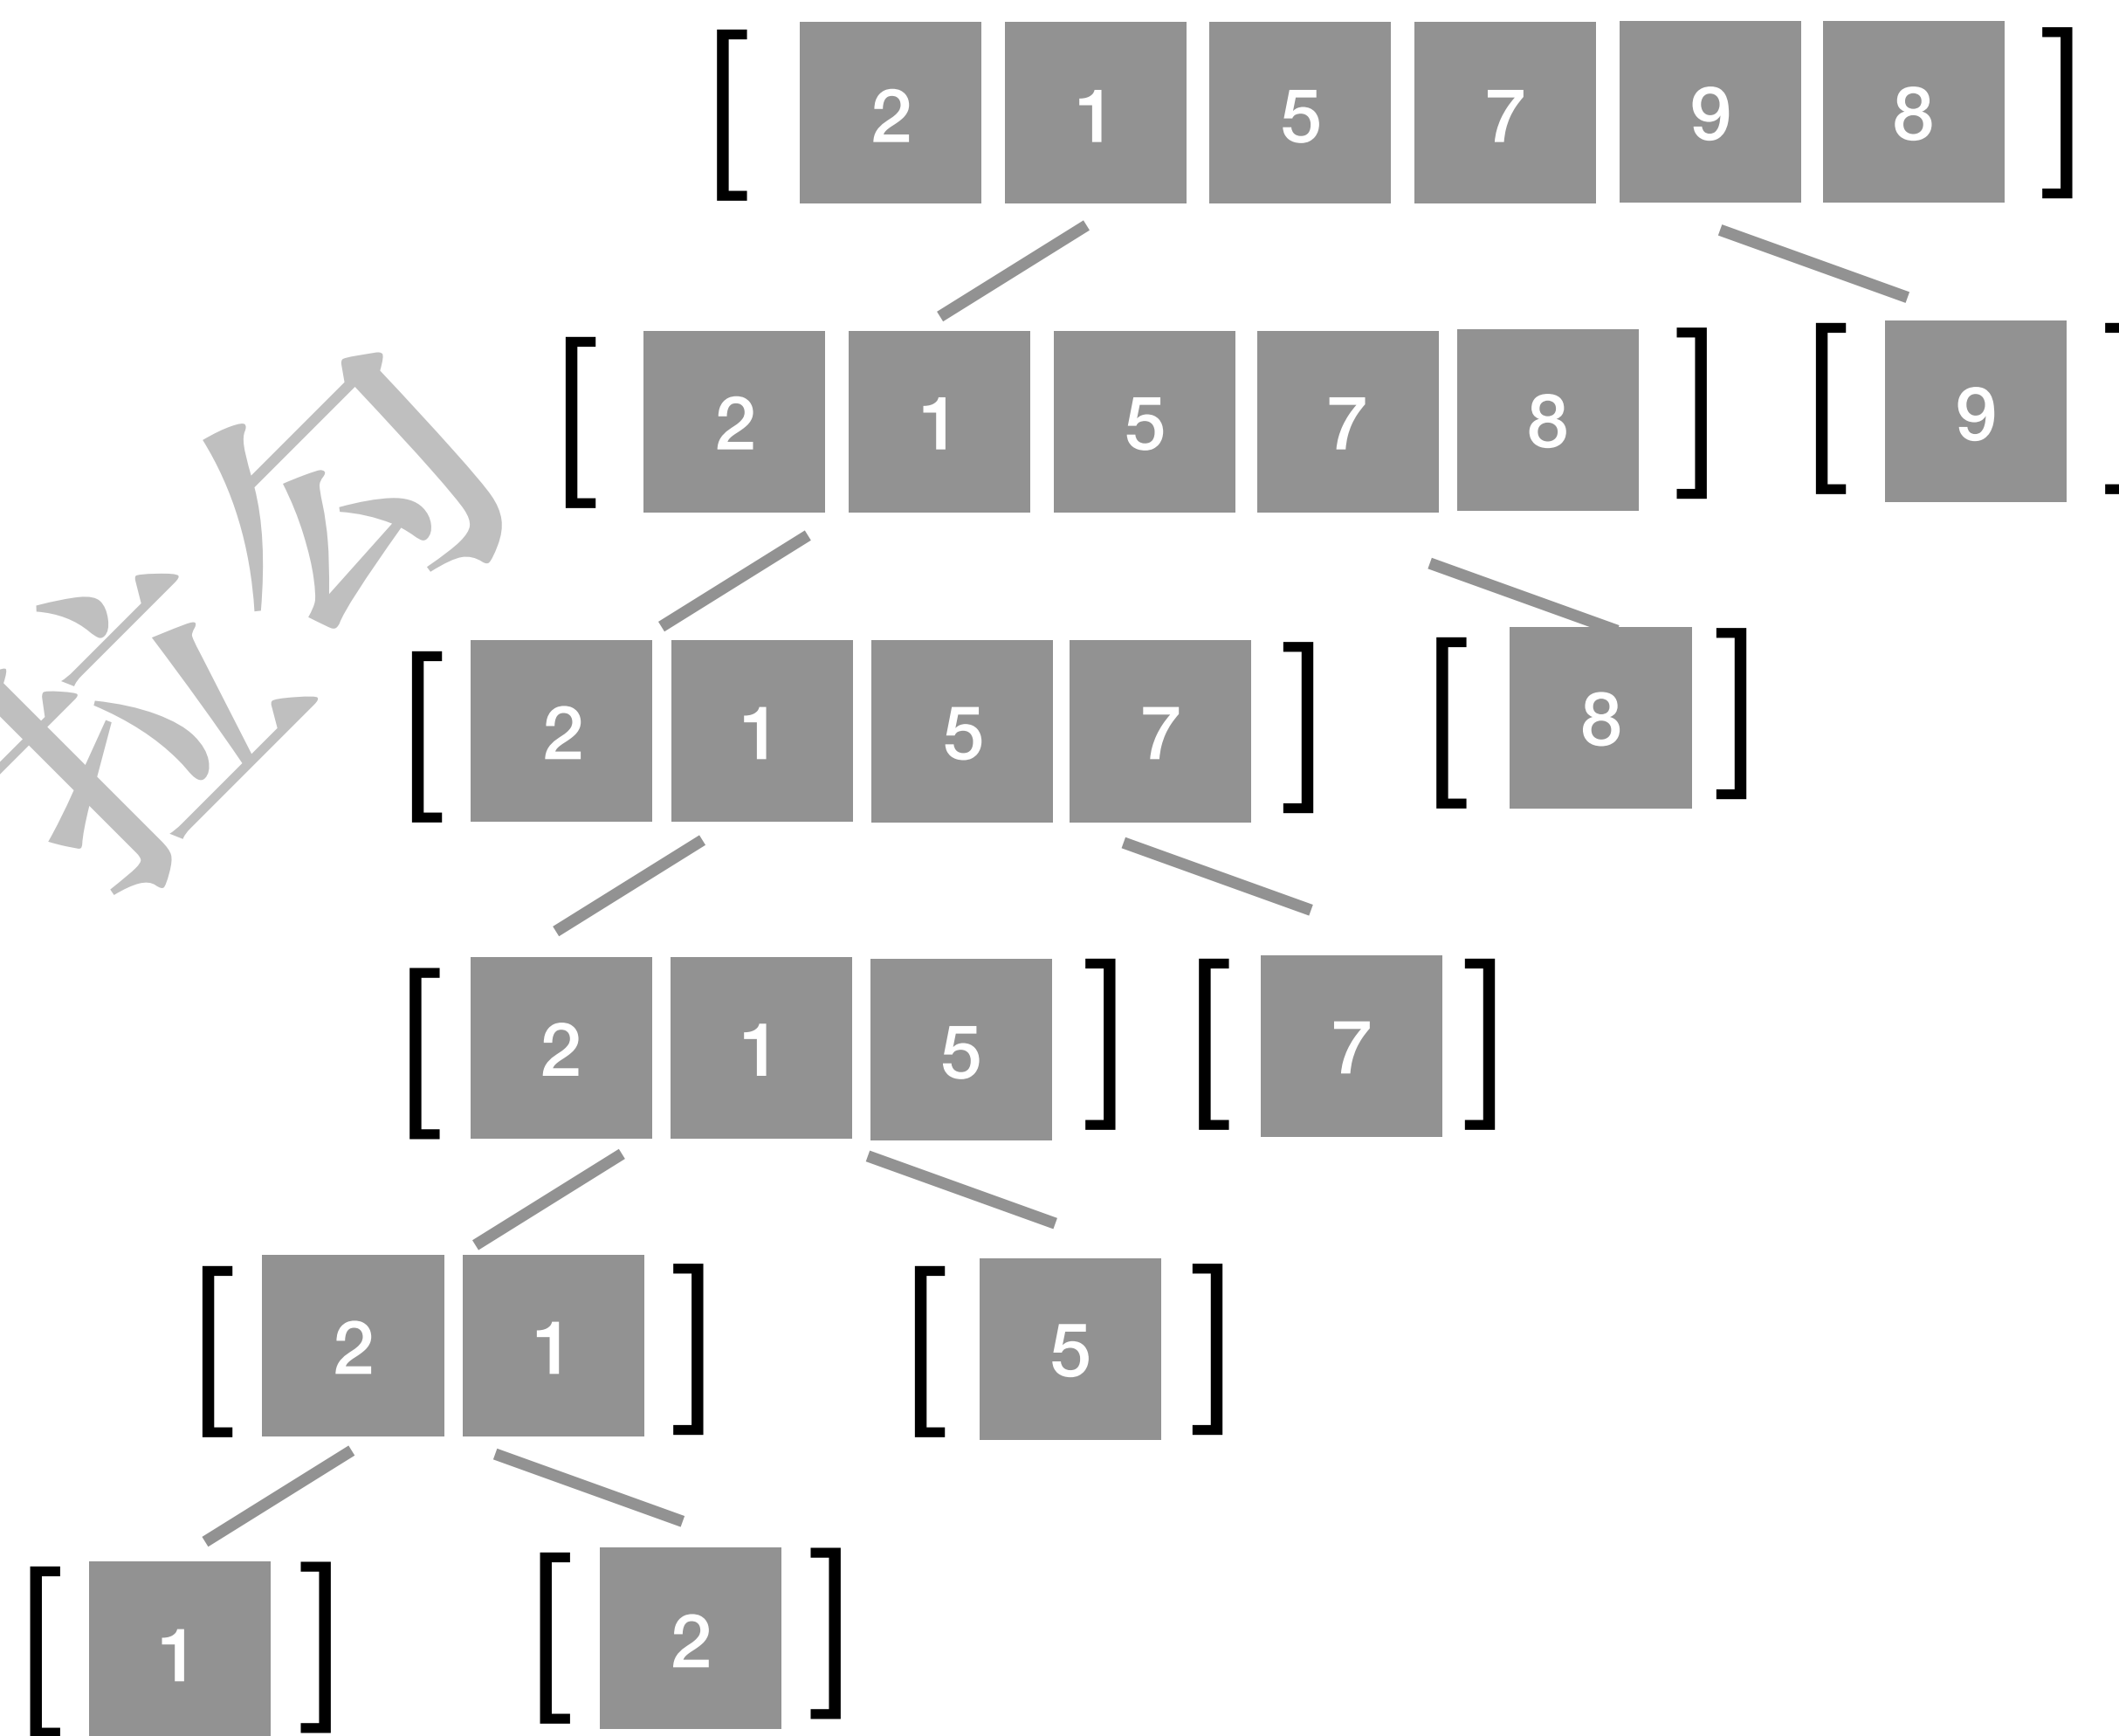 [ 2 1 5 7 9 8 ]
[ 2 1 5 7 8 ] [ 9 ]
拉勾
[ 2 1 5 7 ] [ 8 ]
[ 2 1 5 ] [ 7 ]
[ 2 1 ] [ 5 ]
[ 1 ] [ 2 ]